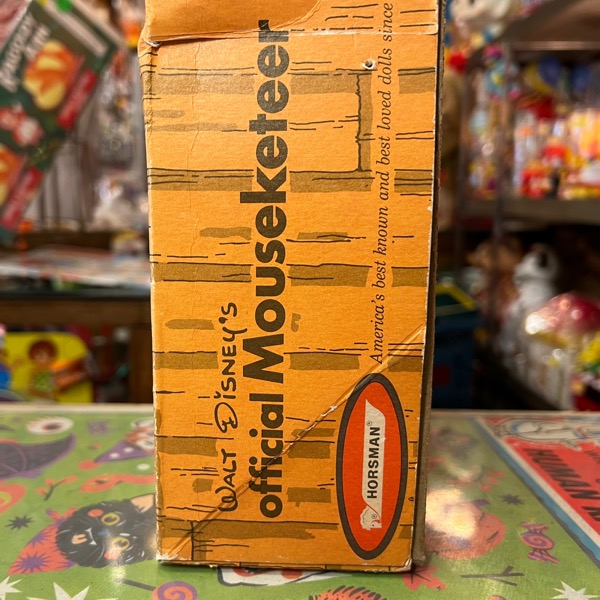 WALT DISNEY'S
official Mouseketeer
America's best known and best loved dolls since
HORSMAN®